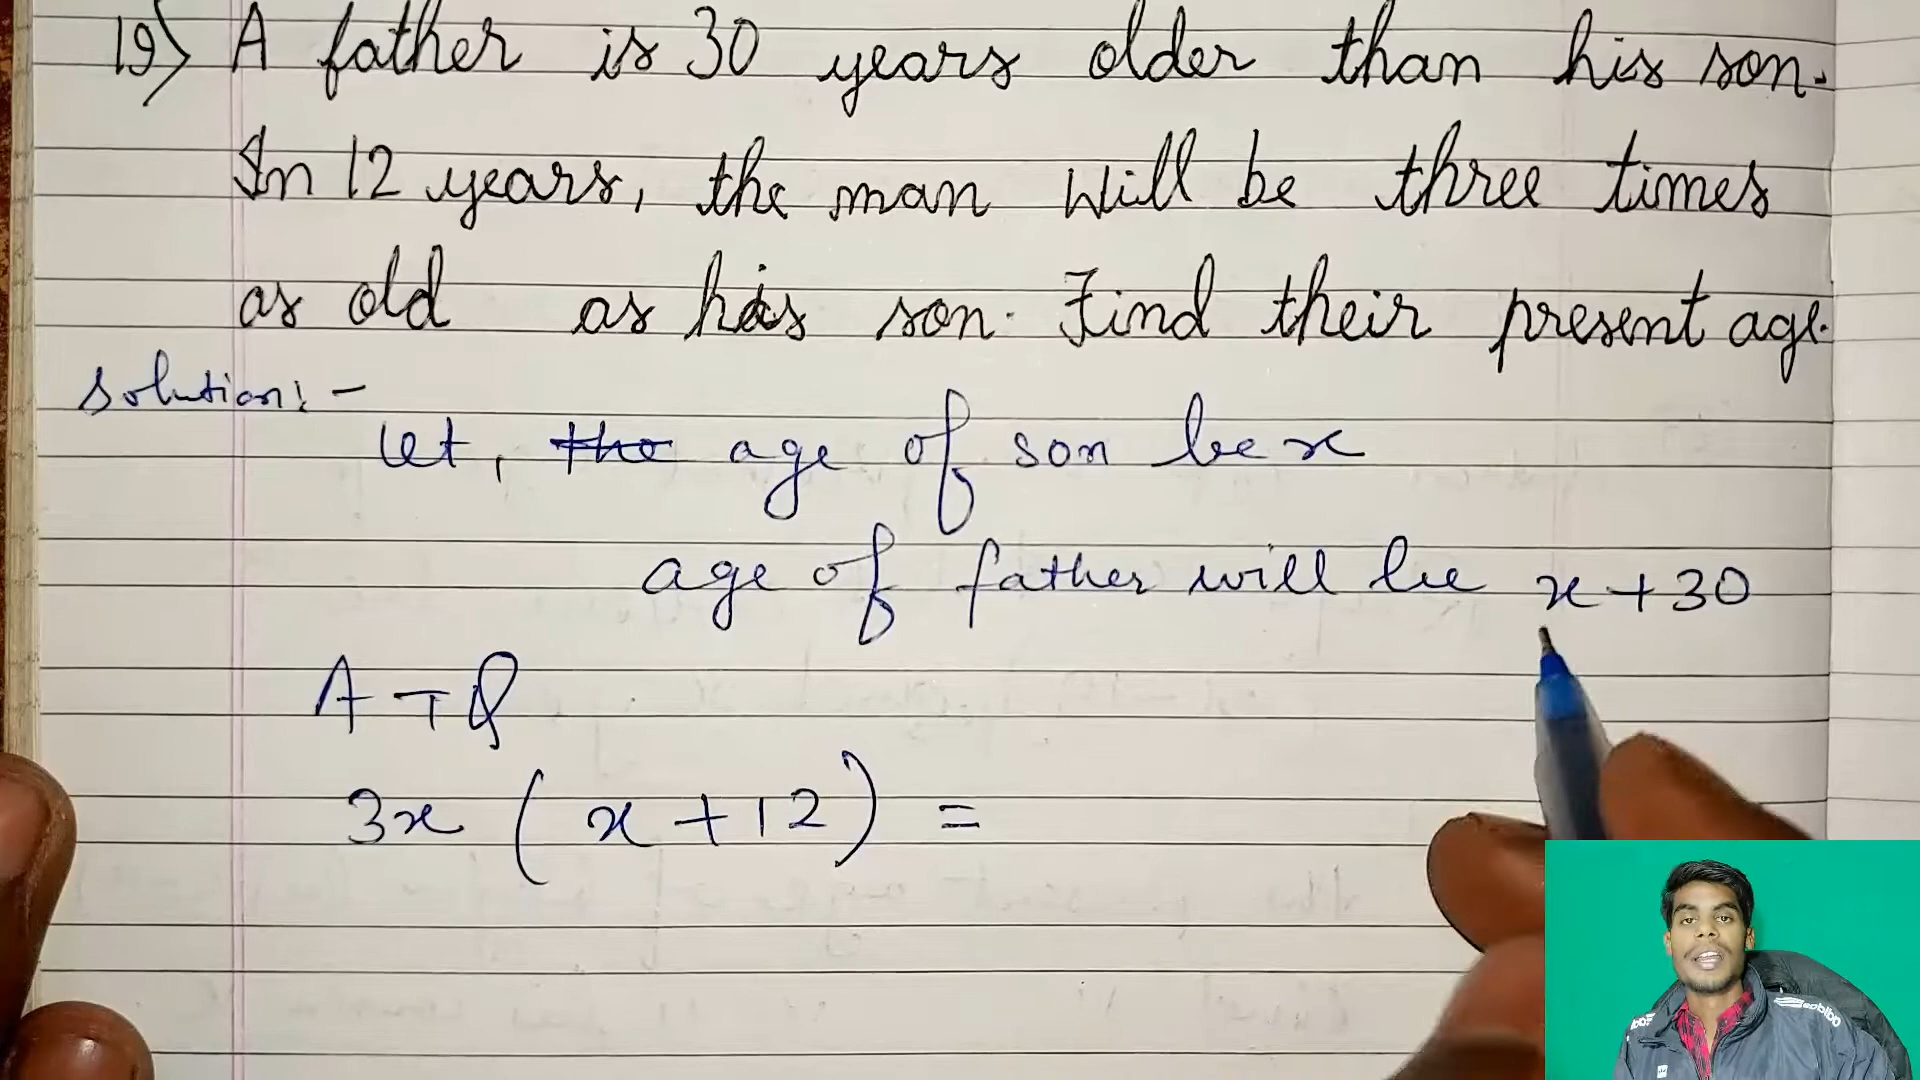 19) A father is 30 years older than his son.
In 12 years, the man will be three times
as old as his son. Find their present age.
Solution:-
let, the age of son be x
age of father will be x + 30
ATQ
3x (x + 12) =
adidas